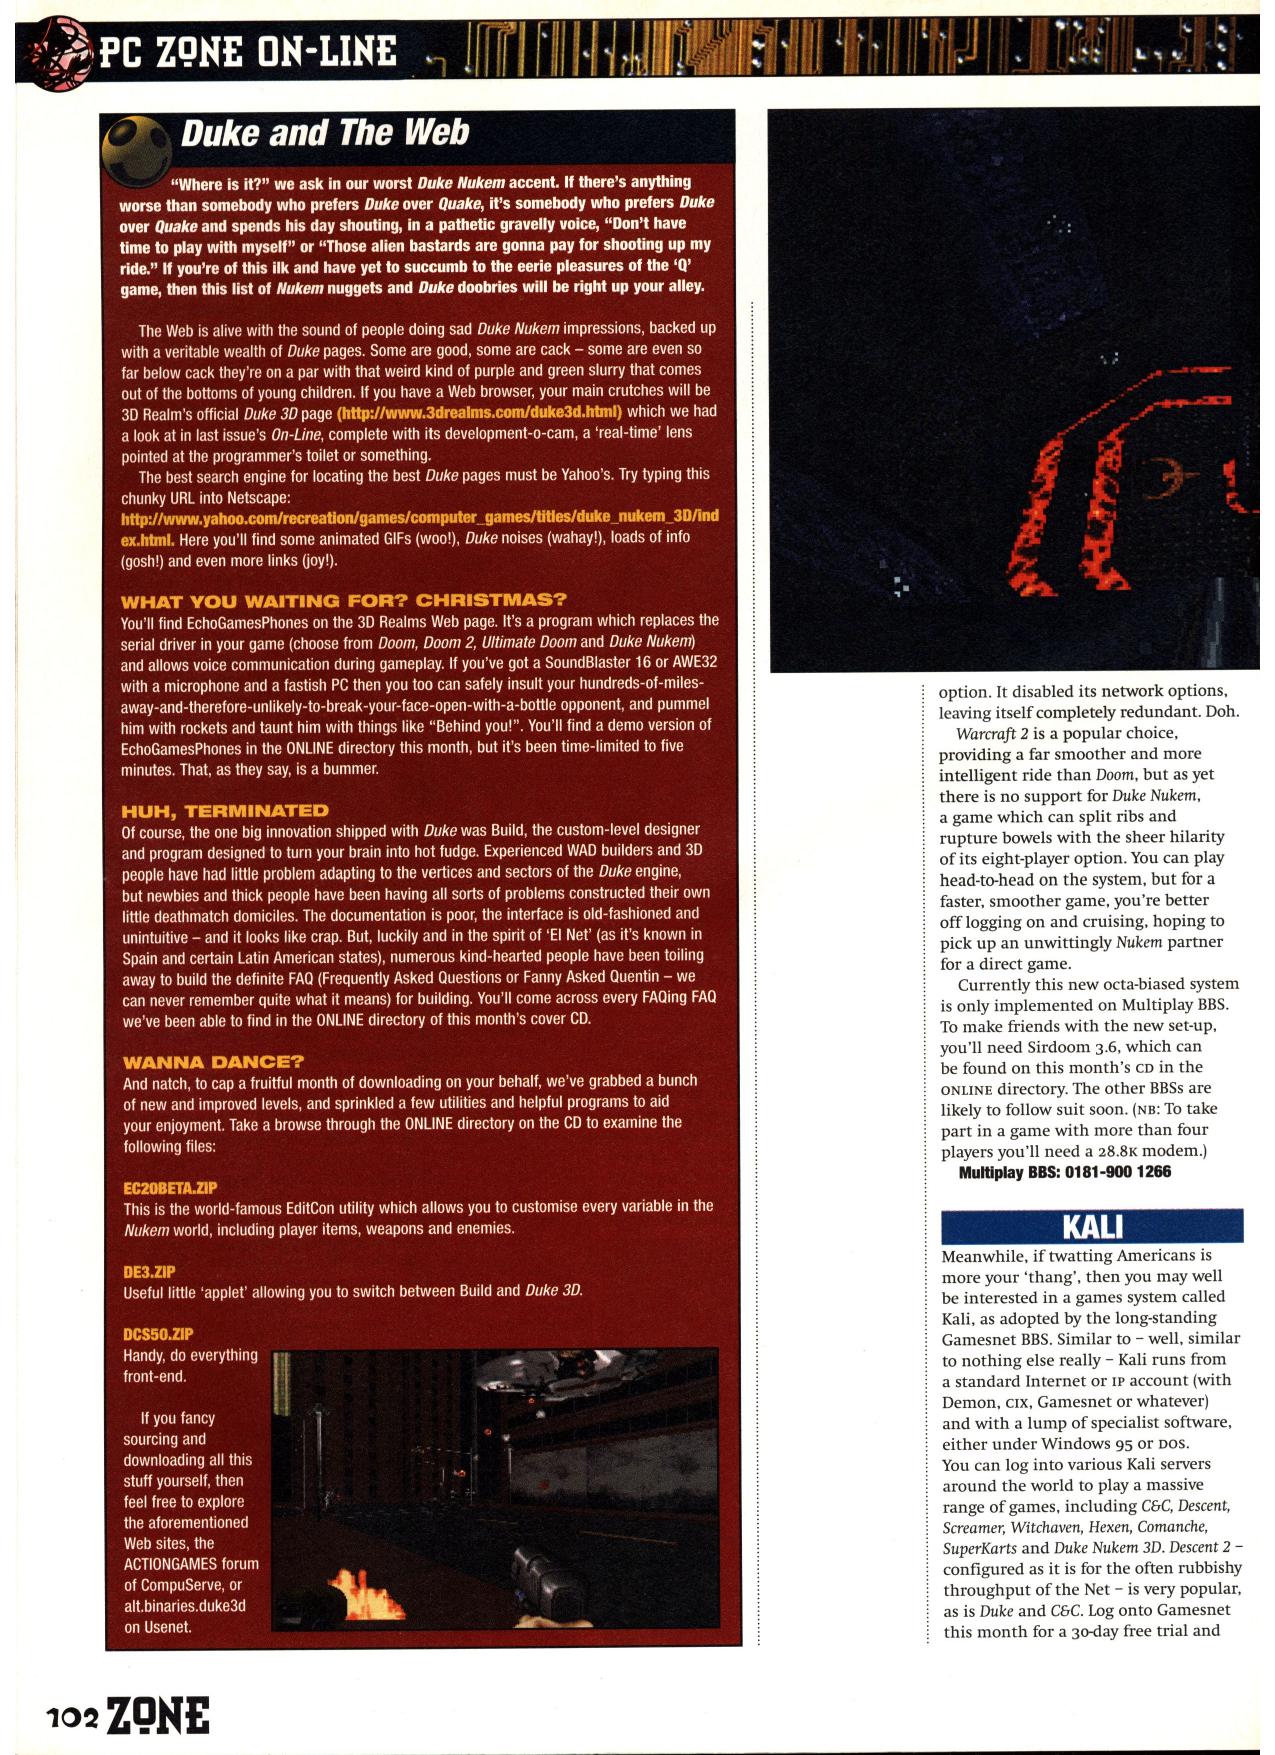 PC ZONE ON-LINE
Duke and The Web
“Where is it?” we ask in our worst Duke Nukem accent. If there’s anything
worse than somebody who prefers Duke over Quake, it’s somebody who prefers Duke
over Quake and spends his day shouting, in a pathetic gravelly voice, “Don’t have
time to play with myself” or “Those alien bastards are gonna pay for shooting up my
ride.” If you’re of this ilk and have yet to succumb to the eerie pleasures of the ‘Q’
game, then this list of Nukem nuggets and Duke doobries will be right up your alley.
The Web is alive with the sound of people doing sad Duke Nukem impressions, backed up
with a veritable wealth of Duke pages. Some are good, some are cack – some are even so
far below cack they’re on a par with that weird kind of purple and green slurry that comes
out of the bottoms of young children. If you have a Web browser, your main crutches will be
3D Realm’s official Duke 3D page (http://www.3drealms.com/duke3d.html) which we had
a look at in last issue’s On-Line, complete with its development-o-cam, a ‘real-time’ lens
pointed at the programmer’s toilet or something.
The best search engine for locating the best Duke pages must be Yahoo’s. Try typing this
chunky URL into Netscape:
http://www.yahoo.com/recreation/games/computer_games/titles/duke_nukem_3D/ind
ex.html. Here you’ll find some animated GIFs (woo!), Duke noises (wahay!), loads of info
(gosh!) and even more links (joy!).
WHAT YOU WAITING FOR? CHRISTMAS?
You’ll find EchoGamesPhones on the 3D Realms Web page. It’s a program which replaces the
serial driver in your game (choose from Doom, Doom 2, Ultimate Doom and Duke Nukem)
and allows voice communication during gameplay. If you’ve got a SoundBlaster 16 or AWE32
with a microphone and a fastish PC then you too can safely insult your hundreds-of-miles-
away-and-therefore-unlikely-to-break-your-face-open-with-a-bottle opponent, and pummel
him with rockets and taunt him with things like “Behind you!”. You’ll find a demo version of
EchoGamesPhones in the ONLINE directory this month, but it’s been time-limited to five
minutes. That, as they say, is a bummer.
HUH, TERMINATED
Of course, the one big innovation shipped with Duke was Build, the custom-level designer
and program designed to turn your brain into hot fudge. Experienced WAD builders and 3D
people have had little problem adapting to the vertices and sectors of the Duke engine,
but newbies and thick people have been having all sorts of problems constructed their own
little deathmatch domiciles. The documentation is poor, the interface is old-fashioned and
unintuitive – and it looks like crap. But, luckily and in the spirit of ‘El Net’ (as it’s known in
Spain and certain Latin American states), numerous kind-hearted people have been toiling
away to build the definite FAQ (Frequently Asked Questions or Fanny Asked Quentin – we
can never remember quite what it means) for building. You’ll come across every FAQing FAQ
we’ve been able to find in the ONLINE directory of this month’s cover CD.
WANNA DANCE?
And natch, to cap a fruitful month of downloading on your behalf, we’ve grabbed a bunch
of new and improved levels, and sprinkled a few utilities and helpful programs to aid
your enjoyment. Take a browse through the ONLINE directory on the CD to examine the
following files:
EC20BETA.ZIP
This is the world-famous EditCon utility which allows you to customise every variable in the
Nukem world, including player items, weapons and enemies.
DE3.ZIP
Useful little ‘applet’ allowing you to switch between Build and Duke 3D.
DCS50.ZIP
Handy, do everything
front-end.
If you fancy
sourcing and
downloading all this
stuff yourself, then
feel free to explore
the aforementioned
Web sites, the
ACTIONGAMES forum
of CompuServe, or
alt.binaries.duke3d
on Usenet.
option. It disabled its network options,
leaving itself completely redundant. Doh.
Warcraft 2 is a popular choice,
providing a far smoother and more
intelligent ride than Doom, but as yet
there is no support for Duke Nukem,
a game which can split ribs and
rupture bowels with the sheer hilarity
of its eight-player option. You can play
head-to-head on the system, but for a
faster, smoother game, you’re better
off logging on and cruising, hoping to
pick up an unwittingly Nukem partner
for a direct game.
Currently this new octa-biased system
is only implemented on Multiplay BBS.
To make friends with the new set-up,
you’ll need Sirdoom 3.6, which can
be found on this month’s CD in the
ONLINE directory. The other BBSs are
likely to follow suit soon. (NB: To take
part in a game with more than four
players you’ll need a 28.8K modem.)
Multiplay BBS: 0181-900 1266
KALI
Meanwhile, if twatting Americans is
more your ‘thang’, then you may well
be interested in a games system called
Kali, as adopted by the long-standing
Gamesnet BBS. Similar to – well, similar
to nothing else really – Kali runs from
a standard Internet or IP account (with
Demon, CIX, Gamesnet or whatever)
and with a lump of specialist software,
either under Windows 95 or DOS.
You can log into various Kali servers
around the world to play a massive
range of games, including C&C, Descent,
Screamer, Witchaven, Hexen, Comanche,
SuperKarts and Duke Nukem 3D. Descent 2 –
configured as it is for the often rubbishy
throughput of the Net – is very popular,
as is Duke and C&C. Log onto Gamesnet
this month for a 30-day free trial and
102 ZONE